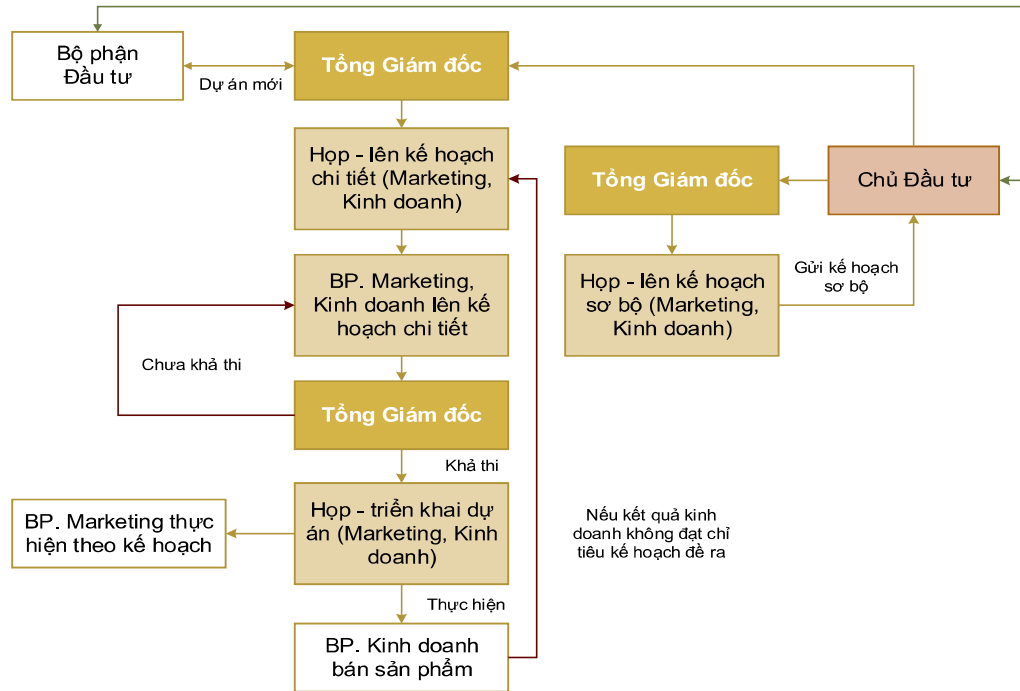 Bộ phận
Đầu tư
Dự án mới
Tổng Giám đốc
Họp - lên kế hoạch
chi tiết (Marketing,
Kinh doanh)
BP. Marketing,
Kinh doanh lên kế
hoạch chi tiết
Chưa khả thi
Tổng Giám đốc
Khả thi
Họp - triển khai dự
án (Marketing, Kinh
doanh)
BP. Marketing thực
hiện theo kế hoạch
Thực hiện
BP. Kinh doanh
bán sản phẩm
Nếu kết quả kinh
doanh không đạt chỉ
tiêu kế hoạch đề ra
Tổng Giám đốc
Chủ Đầu tư
Họp - lên kế hoạch
sơ bộ (Marketing,
Kinh doanh)
Gửi kế hoạch
sơ bộ